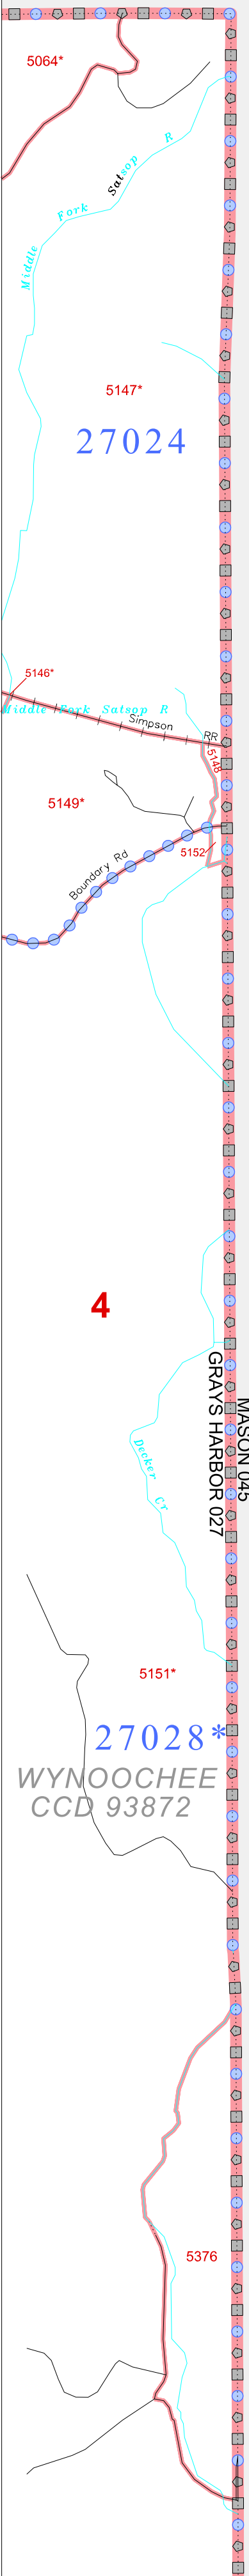 5064*
Middle Fork Satsop R
5147*
27024
5146*
Middle Fork Satsop R
Simpson RR
5148
5149*
5152
Boundary Rd
4
MASON 045
GRAYS HARBOR 027
Decker Cr
5151*
27028*
WYNOOCHEE
CCD 93872
5376